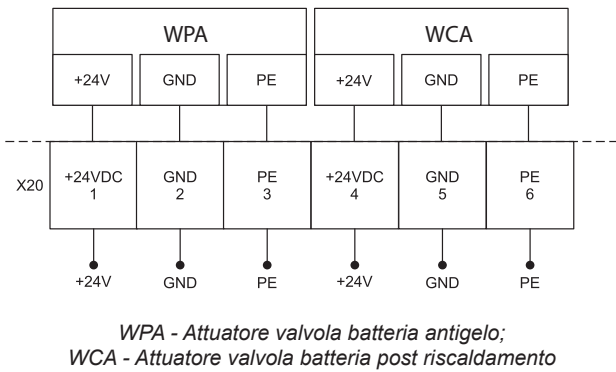 WPA WCA
+24V GND PE +24V GND PE
X20 +24VDC GND PE +24VDC GND PE
1 2 3 4 5 6
+24V GND PE +24V GND PE
WPA - Attuatore valvola batteria antigelo;
WCA - Attuatore valvola batteria post riscaldamento